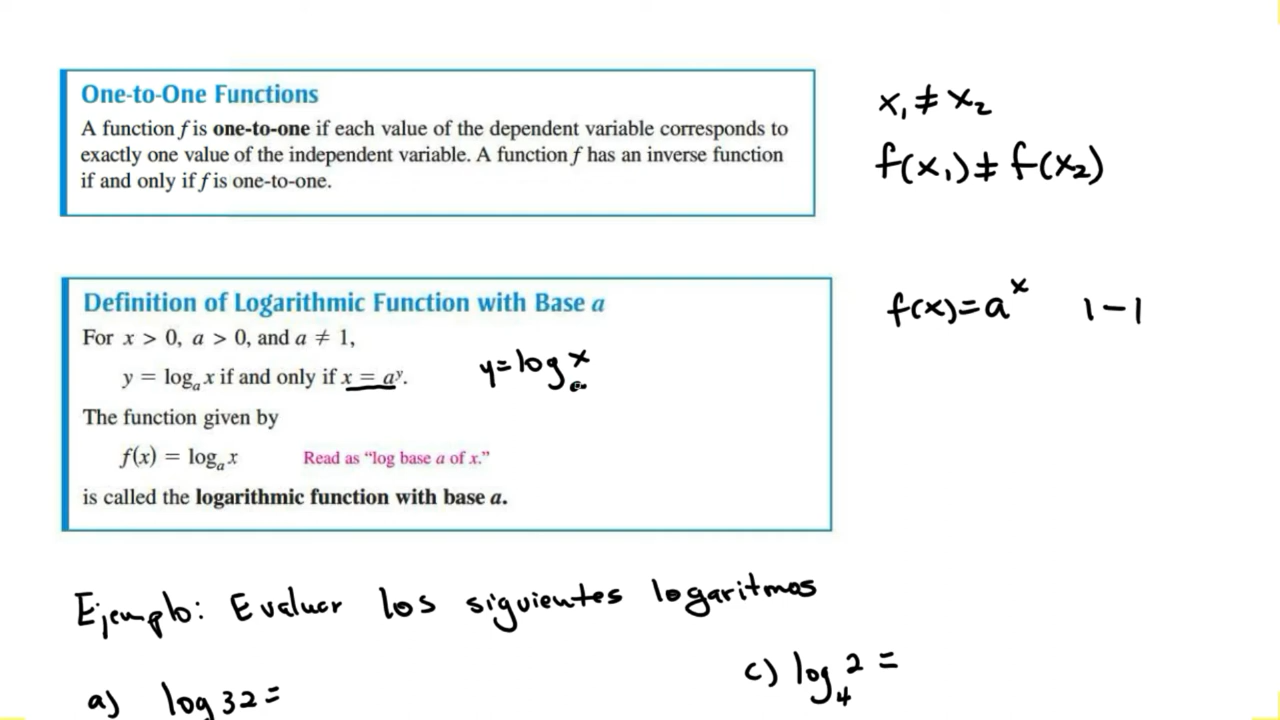 One-to-One Functions
A function f is one-to-one if each value of the dependent variable corresponds to
exactly one value of the independent variable. A function f has an inverse function
if and only if f is one-to-one.
x₁ ≠ x₂
f(x₁) ≠ f(x₂)
Definition of Logarithmic Function with Base a
For x > 0, a > 0, and a ≠ 1,
y = logₐ x if and only if x = aʸ.
y = log x
The function given by
f(x) = logₐ x
Read as “log base a of x.”
is called the logarithmic function with base a.
f(x) = aˣ 1 – 1
Ejemplo: Evaluar los siguientes logaritmos
a) log 32 =
c) log₄ 2 =